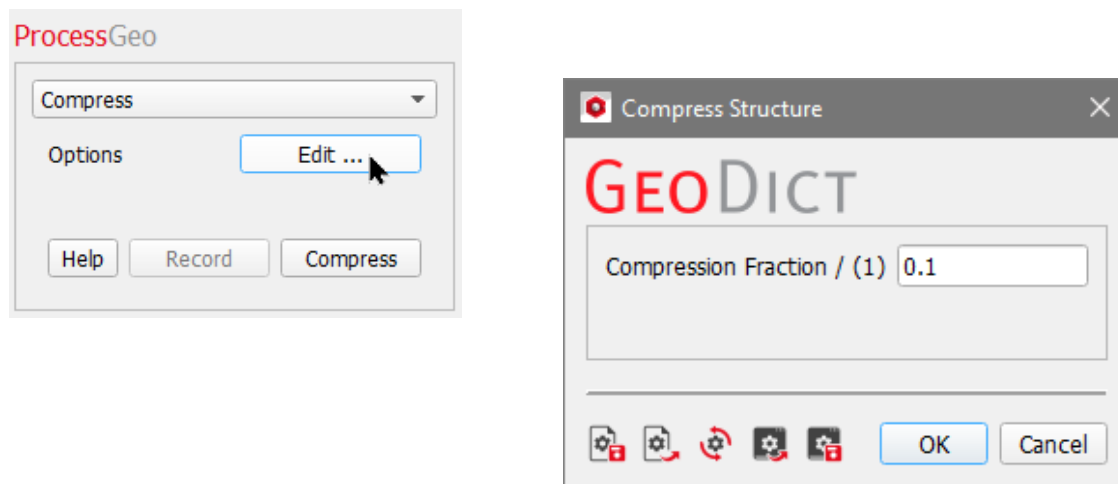 ProcessGeo
Compress
Options Edit ...
Help Record Compress
Compress Structure
GEODICT
Compression Fraction / (1) 0.1
OK Cancel